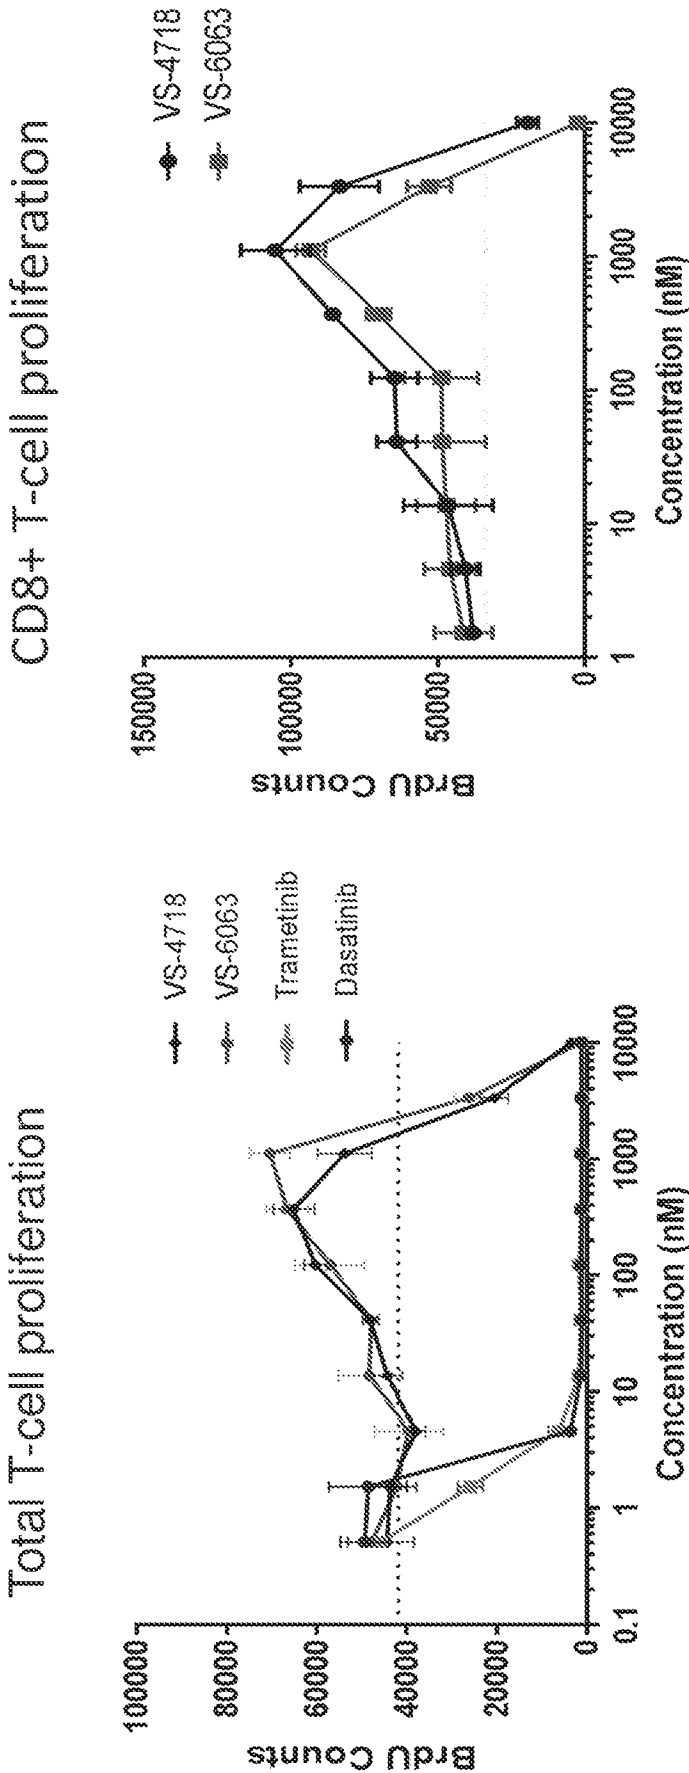 Total T-cell proliferation
BrdU Counts
100000
80000
60000
40000
20000
0
0.1
1
10
100
1000
10000
Concentration (nM)
VS-4718
VS-6063
Trametinib
Dasatinib
CD8+ T-cell proliferation
BrdU Counts
150000
100000
50000
0
1
10
100
1000
10000
Concentration (nM)
VS-4718
VS-6063